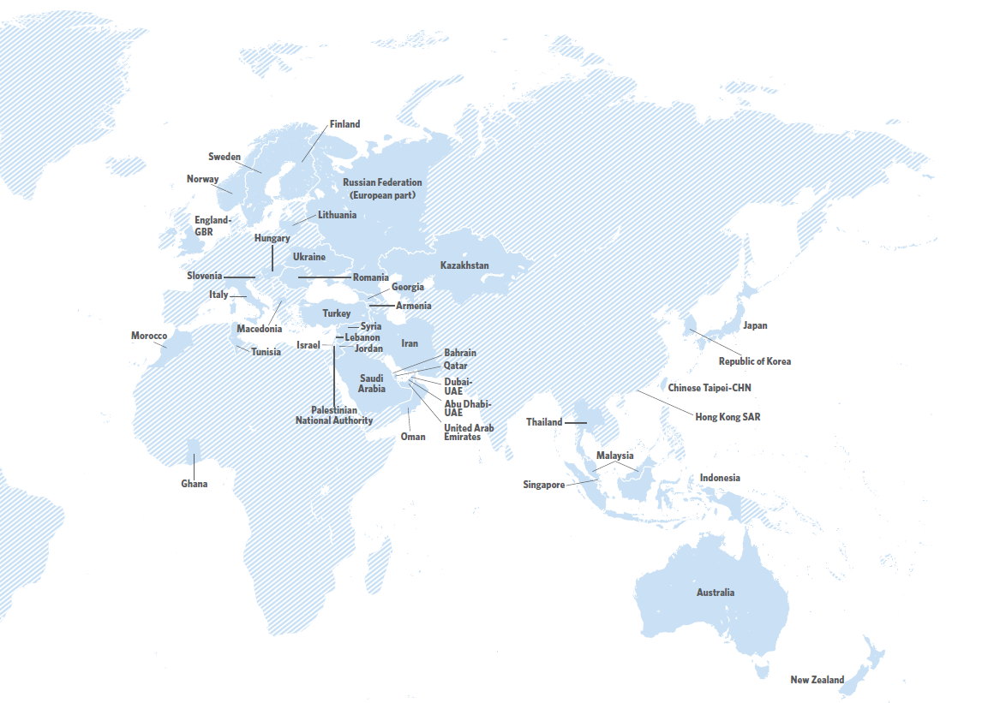 Finland
Sweden
Norway
Russian Federation
(European part)
Lithuania
England-
GBR
Hungary
Ukraine
Kazakhstan
Slovenia
Romania
Georgia
Italy
Armenia
Turkey
Macedonia
Syria
Japan
Morocco
Lebanon
Israel
Jordan
Iran
Tunisia
Bahrain
Republic of Korea
Qatar
Saudi
Arabia
Dubai-
UAE
Chinese Taipei-CHN
Abu Dhabi-
UAE
Palestinian
National Authority
Hong Kong SAR
Thailand
United Arab
Emirates
Oman
Malaysia
Indonesia
Ghana
Singapore
Australia
New Zealand